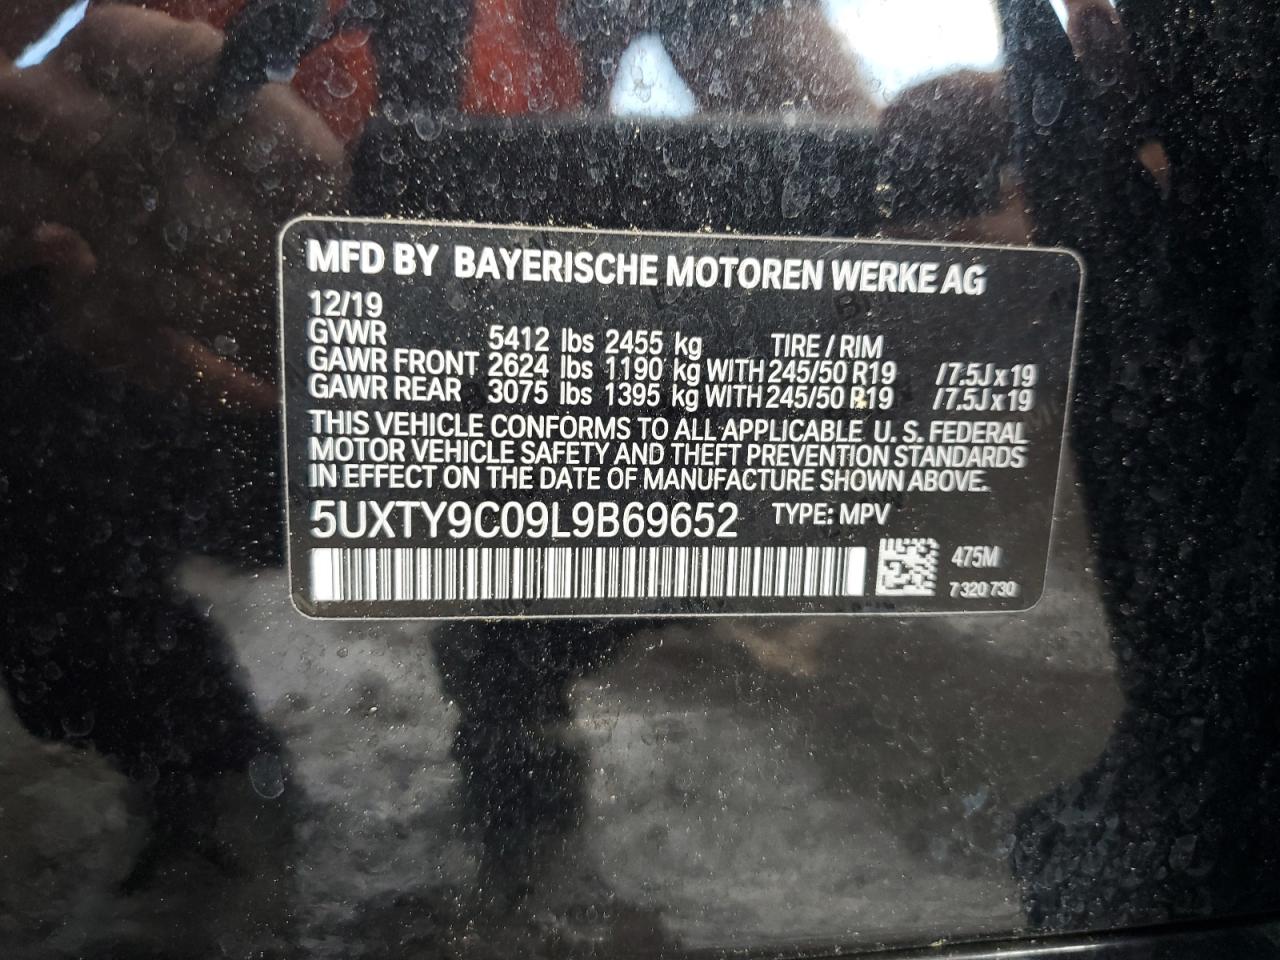 MFD BY BAYERISCHE MOTOREN WERKE AG
12/19
GVWR 5412 lbs 2455 kg TIRE / RIM
GAWR FRONT 2624 lbs 1190 kg WITH 245/50 R19 / 7.5J x 19
GAWR REAR 3075 lbs 1395 kg WITH 245/50 R19 / 7.5J x 19
THIS VEHICLE CONFORMS TO ALL APPLICABLE U. S. FEDERAL
MOTOR VEHICLE SAFETY AND THEFT PREVENTION STANDARDS
IN EFFECT ON THE DATE OF MANUFACTURE SHOWN ABOVE.
5UXTY9C09L9B69652 TYPE: MPV
475M
7 320 730